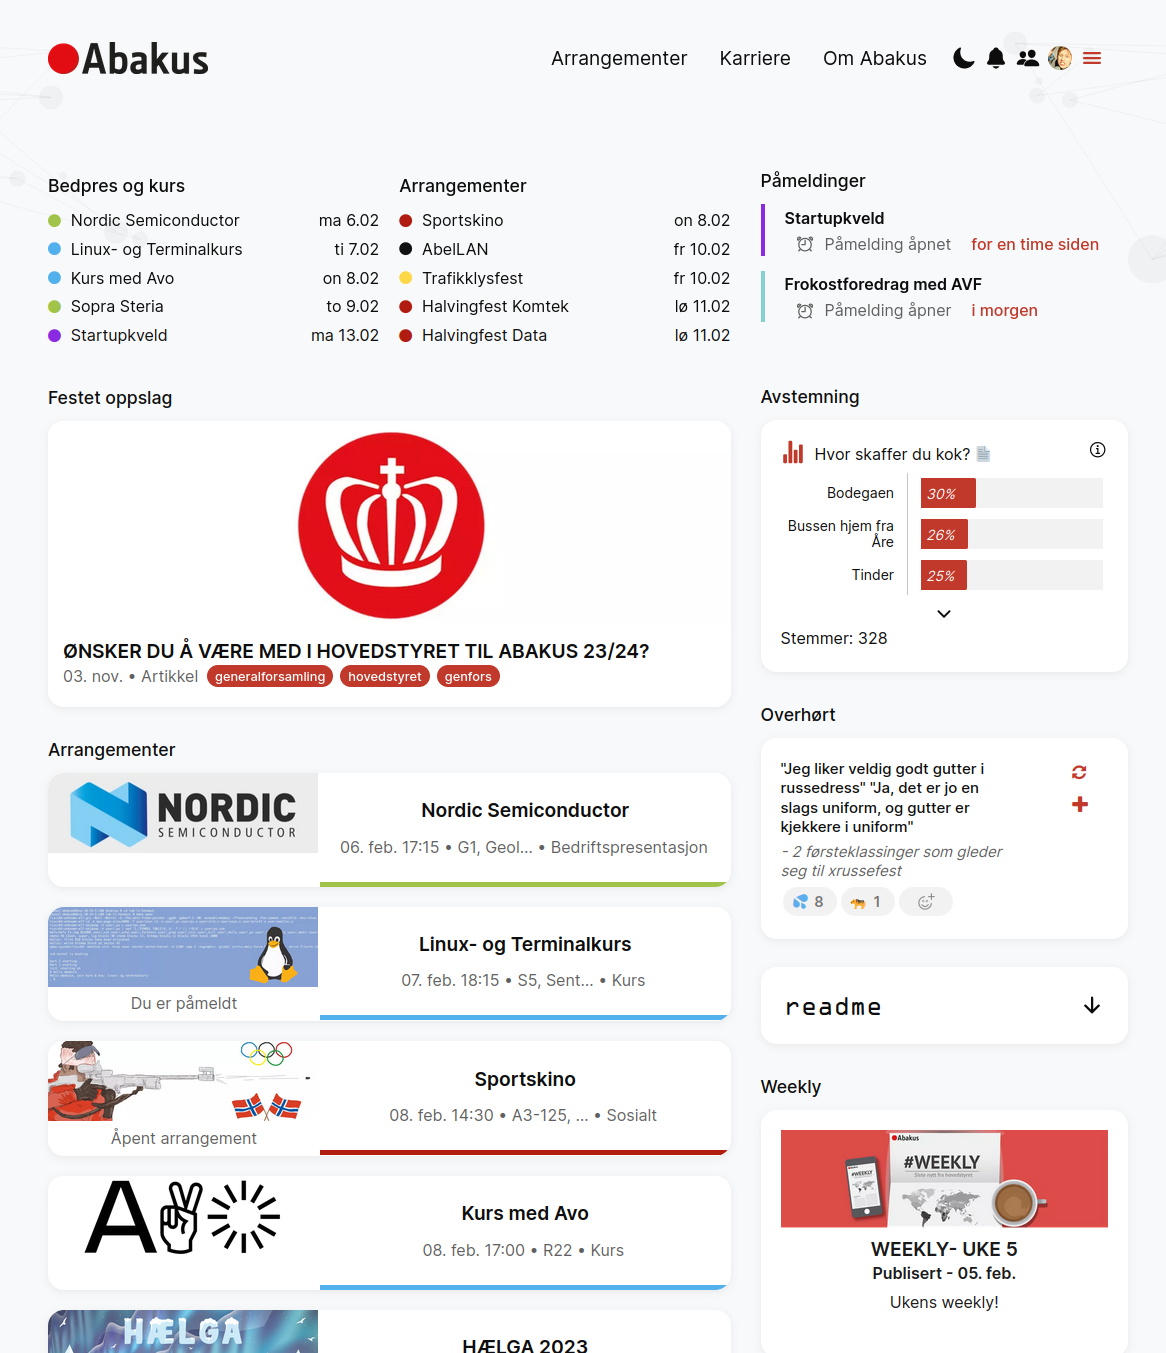 Abakus
Arrangementer Karriere Om Abakus
Bedpres og kurs
Nordic Semiconductor ma 6.02
Linux- og Terminalkurs ti 7.02
Kurs med Avo on 8.02
Sopra Steria to 9.02
Startupkveld ma 13.02
Arrangementer
Sportskino on 8.02
AbelLAN fr 10.02
Trafikklysfest fr 10.02
Halvingfest Komtek lø 11.02
Halvingfest Data lø 11.02
Påmeldinger
Startupkveld
Påmelding åpnet for en time siden
Frokostforedrag med AVF
Påmelding åpner i morgen
Festet oppslag
ØNSKER DU Å VÆRE MED I HOVEDSTYRET TIL ABAKUS 23/24?
03. nov. • Artikkel generalforsamling hovedstyret genfors
Arrangementer
NORDIC
SEMICONDUCTOR
Nordic Semiconductor
06. feb. 17:15 • G1, Geol... • Bedriftspresentasjon
Linux- og Terminalkurs
07. feb. 18:15 • S5, Sent... • Kurs
Du er påmeldt
Sportskino
08. feb. 14:30 • A3-125, ... • Sosialt
Åpent arrangement
Kurs med Avo
08. feb. 17:00 • R22 • Kurs
HÆLGA
HÆLGA 2023
Avstemning
Hvor skaffer du kok?
Bodegaen 30%
Bussen hjem fra
Åre 26%
Tinder 25%
Stemmer: 328
Overhørt
"Jeg liker veldig godt gutter i
russedress" "Ja, det er jo en
slags uniform, og gutter er
kjekkere i uniform"
- 2 førsteklassinger som gleder
seg til xrussefest
8 1
readme
Weekly
Abakus
#WEEKLY
Siste nytt fra hovedstyret
#WEEKLY
WEEKLY- UKE 5
Publisert - 05. feb.
Ukens weekly!